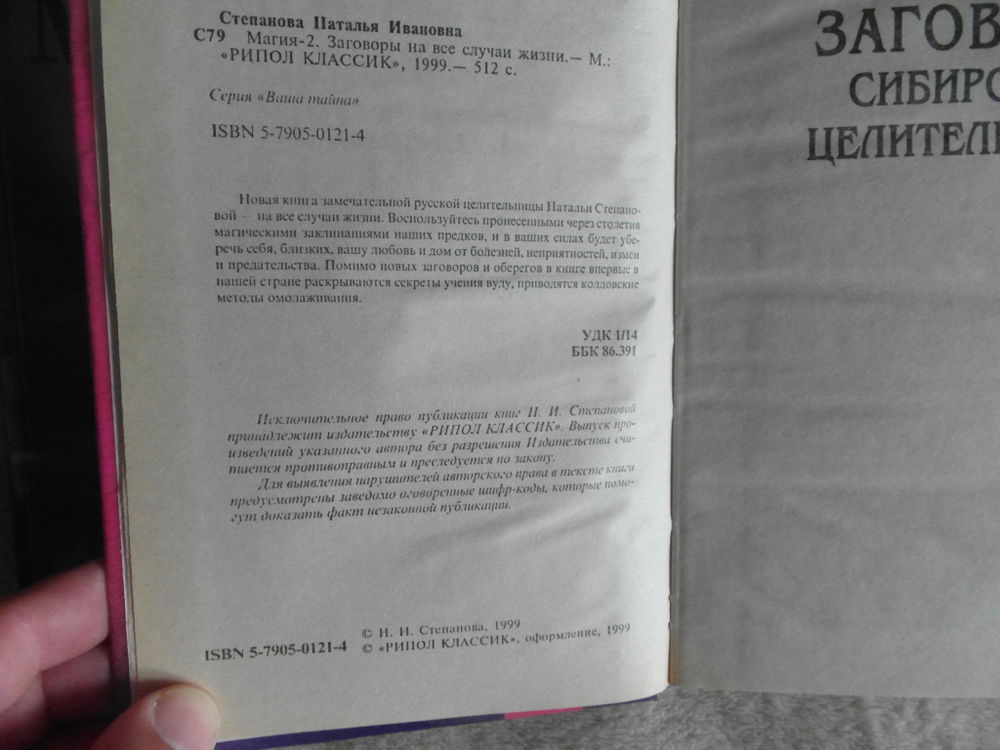 Степанова Наталья Ивановна
С79 Магия-2. Заговоры на все случаи жизни.— М.:
«РИПОЛ КЛАССИК», 1999.— 512 с.
Серия «Ваша тайна»
ISBN 5-7905-0121-4
Новая книга замечательной русской целительницы Натальи Степано-
вой — на все случаи жизни. Воспользуйтесь пронесенными через столетия
магическими заклинаниями наших предков, и в ваших силах будет убе-
речь себя, близких, вашу любовь и дом от болезней, неприятностей, измен
и предательства. Помимо новых заговоров и оберегов в книге впервые в
нашей стране раскрываются секреты учения вуду, приводятся колдовские
методы омолаживания.
УДК 1/14
ББК 86.391
Исключительное право публикации книг Н. И. Степановой
принадлежит издательству «РИПОЛ КЛАССИК». Выпуск про-
изведений указанного автора без разрешения Издательства счи-
тается противоправным и преследуется по закону.
Для выявления нарушителей авторского права в тексте книги
предусмотрены заведомо оговоренные шифр-коды, которые помо-
гут доказать факт незаконной публикации.
© Н. И. Степанова, 1999
ISBN 5-7905-0121-4 © «РИПОЛ КЛАССИК», оформление, 1999
ЗАГОВ
СИБИРС
ЦЕЛИТЕЛ